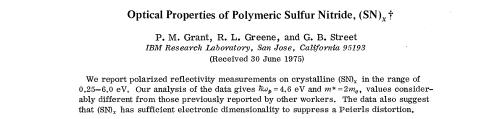 Optical Properties of Polymeric Sulfur Nitride, (SN)ₓ†
P. M. Grant, R. L. Greene, and G. B. Street
IBM Research Laboratory, San Jose, California 95193
(Received 30 June 1975)
We report polarized reflectivity measurements on crystalline (SN)ₓ in the range of
0.25–6.0 eV. Our analysis of the data gives ℏωₚ = 4.6 eV and m* = 2mₑ, values consider-
ably different from those previously reported by other workers. The data also suggest
that (SN)ₓ has sufficient electronic dimensionality to suppress a Peierls distortion.